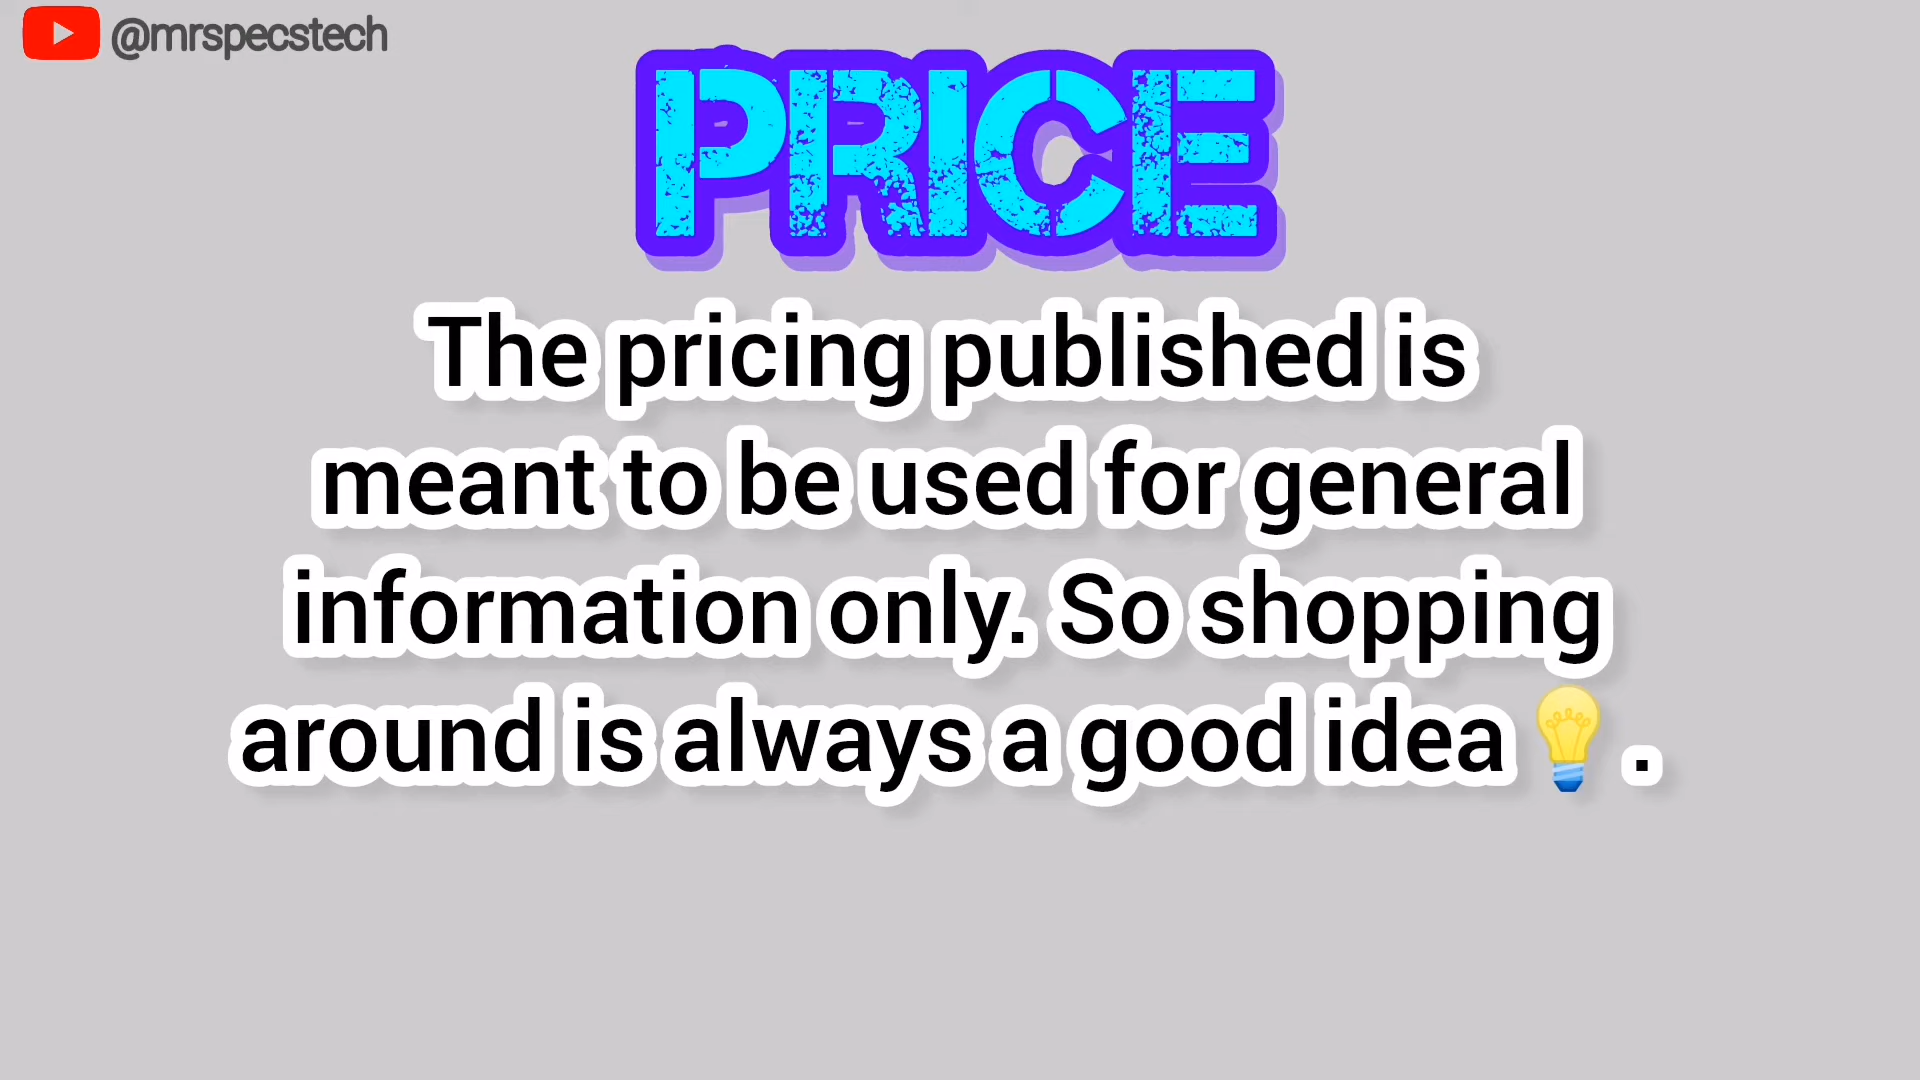 @mrspecstech
PRICE
The pricing published is
meant to be used for general
information only. So shopping
around is always a good idea💡.